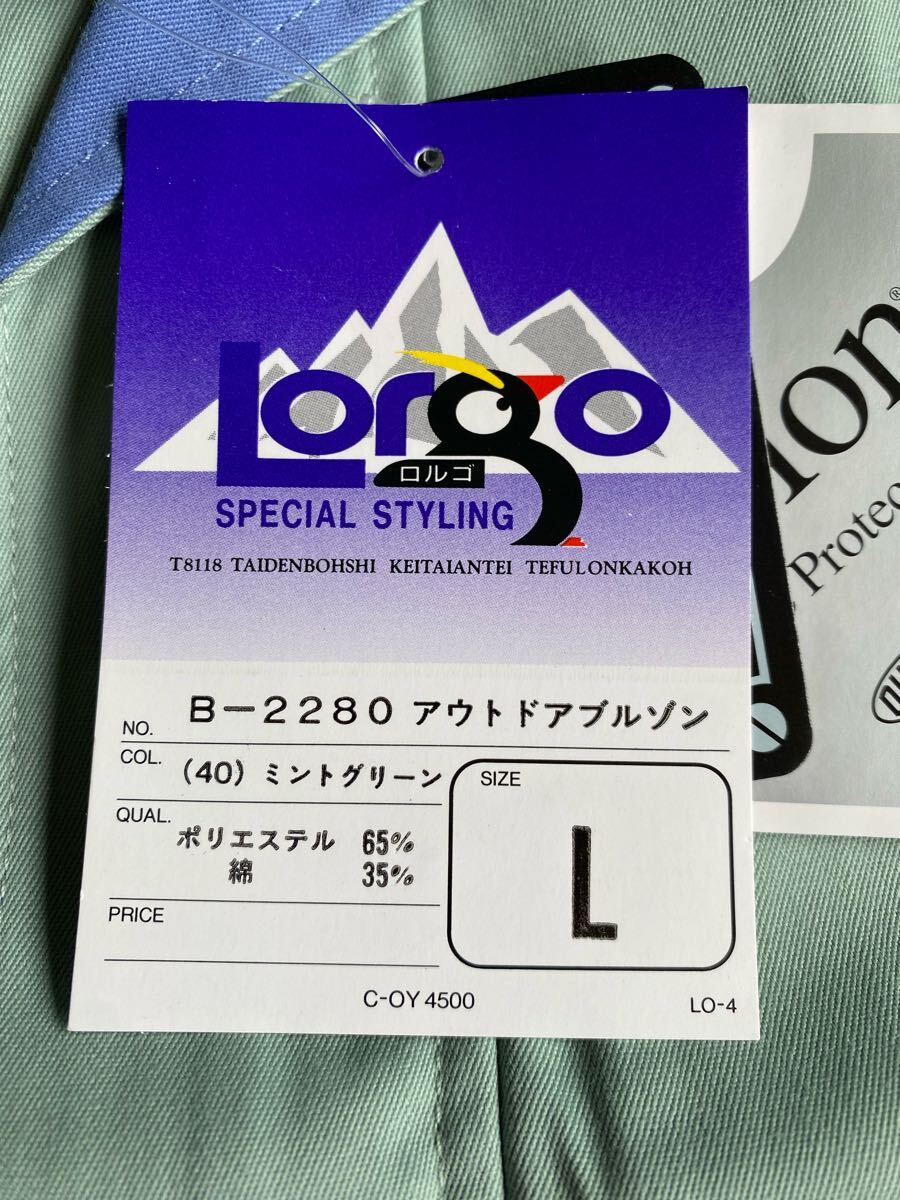 Lorgo
ロルゴ
SPECIAL STYLING
T8118 TAIDENBOHSHI KEITAIANTEI TEFULONKAKOH
NO. B-2280 アウトドアブルゾン
COL. (40) ミントグリーン
QUAL. ポリエステル 65%
綿 35%
PRICE
SIZE
L
C-OY 4500
LO-4